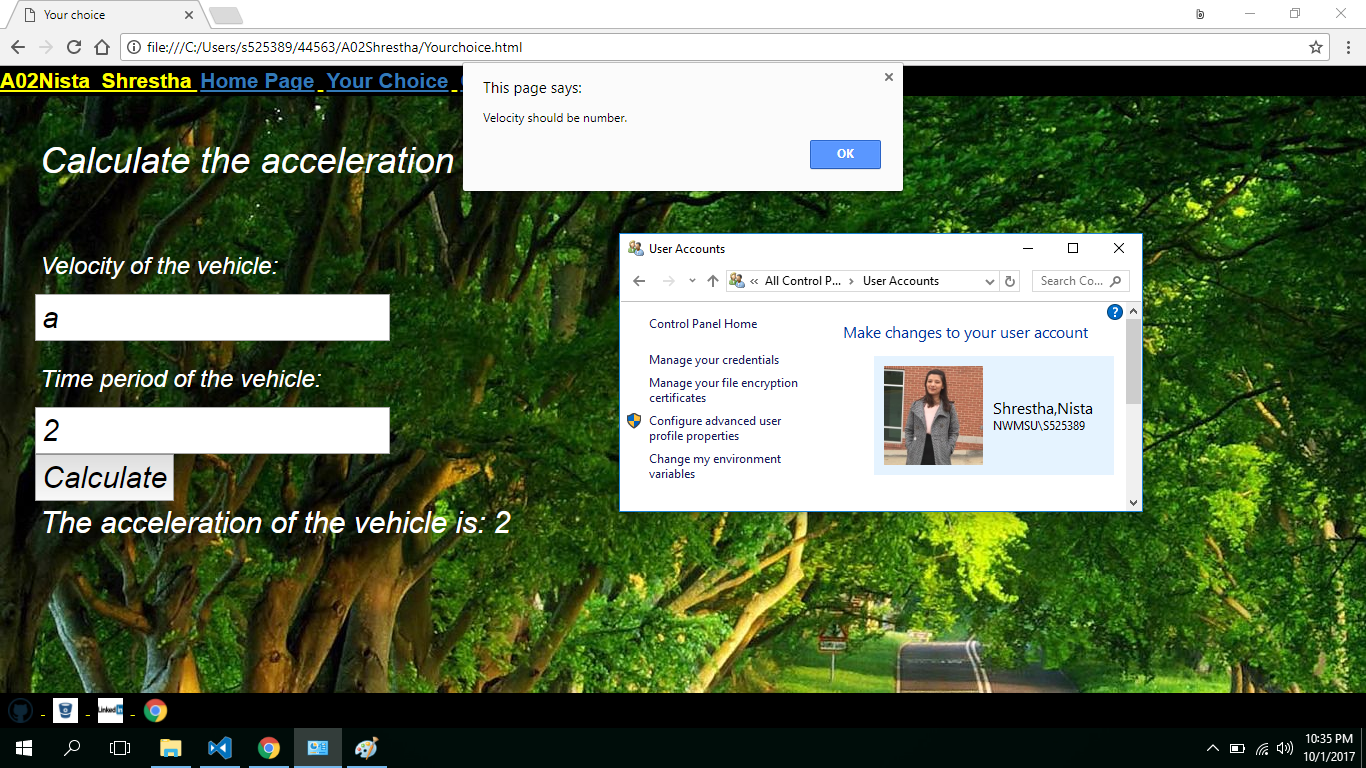 Your choice
file:///C:/Users/s525389/44563/A02Shrestha/Yourchoice.html
A02Nista Shrestha Home Page Your Choice
This page says:
Velocity should be number.
OK
Calculate the acceleration
Velocity of the vehicle:
a
Time period of the vehicle:
2
Calculate
The acceleration of the vehicle is: 2
User Accounts
« All Control P... > User Accounts
Search Co...
Control Panel Home
Manage your credentials
Manage your file encryption
certificates
Configure advanced user
profile properties
Change my environment
variables
Make changes to your user account
Shrestha,Nista
NWMSU\S525389
- - -
LinkedIn
10:35 PM
10/1/2017